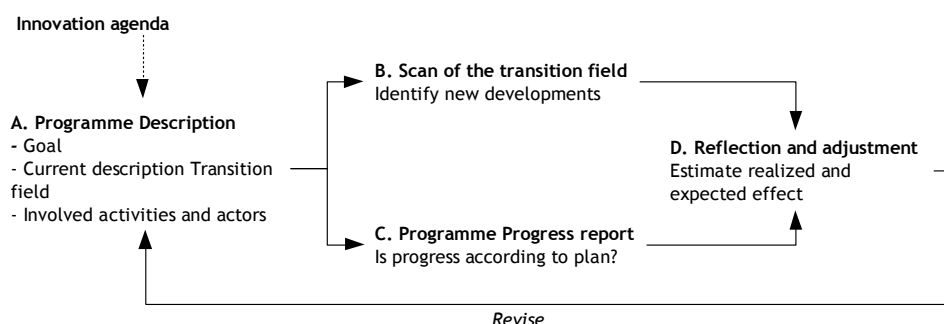 Innovation agenda
A. Programme Description
- Goal
- Current description Transition
field
- Involved activities and actors
B. Scan of the transition field
Identify new developments
C. Programme Progress report
Is progress according to plan?
D. Reflection and adjustment
Estimate realized and
expected effect
Revise